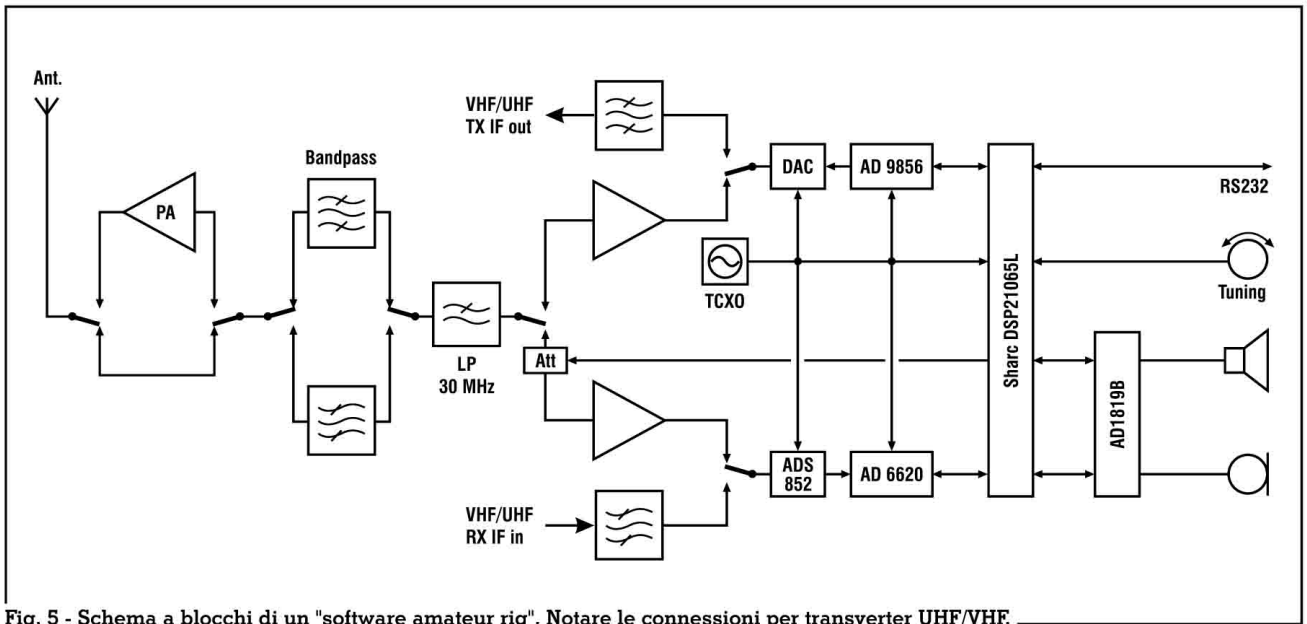 Ant.
VHF/UHF
TX IF out
Bandpass
PA
DAC
AD 9856
RS232
TCXO
Tuning
LP
30 MHz
Att
Sharc DSP21065L
AD1819B
ADS
852
AD 6620
VHF/UHF
RX IF in
Fig. 5 - Schema a blocchi di un "software amateur rig". Notare le connessioni per transverter UHF/VHF.